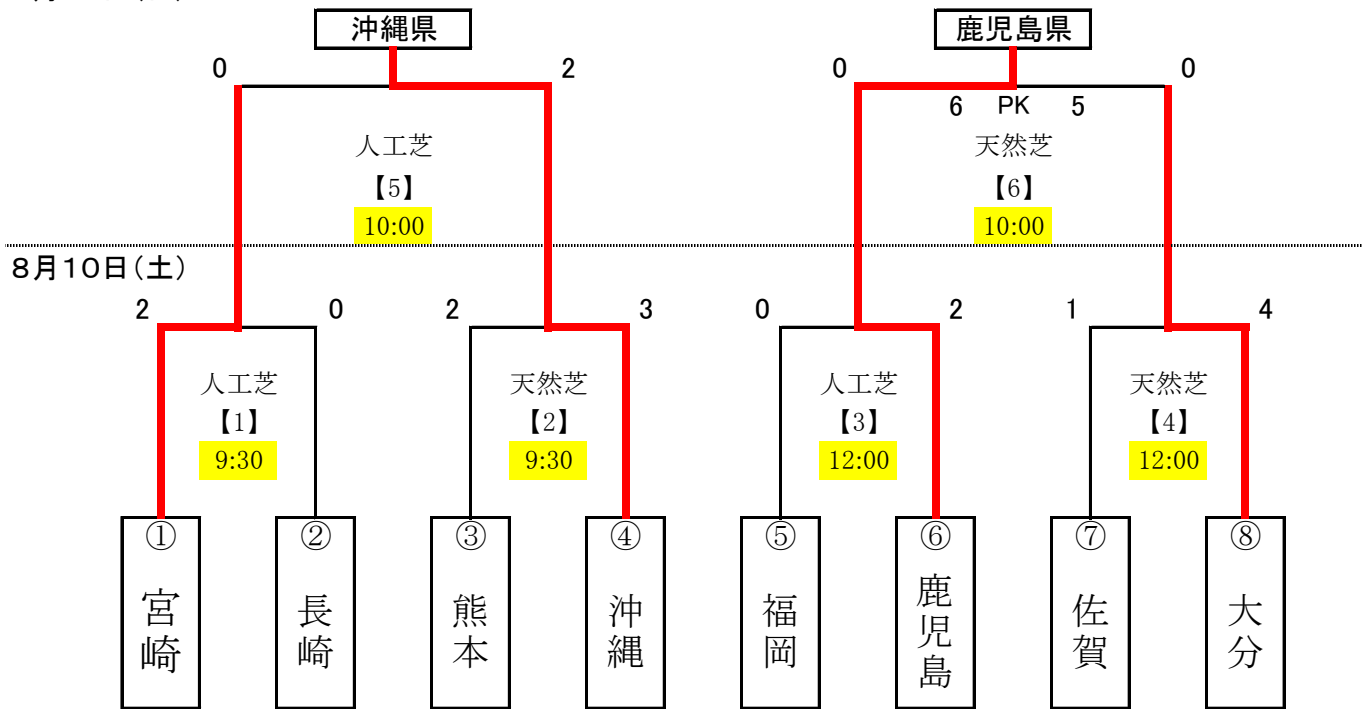 沖縄県 鹿児島県
0 2 0 0
6 PK 5
人工芝 天然芝
【5】 【6】
10:00 10:00
8月10日(土)
2 0 2 3 0 2 1 4
人工芝 天然芝 人工芝 天然芝
【1】 【2】 【3】 【4】
9:30 9:30 12:00 12:00
① ② ③ ④ ⑤ ⑥ ⑦ ⑧
宮崎 長崎 熊本 沖縄 福岡 鹿児島 佐賀 大分